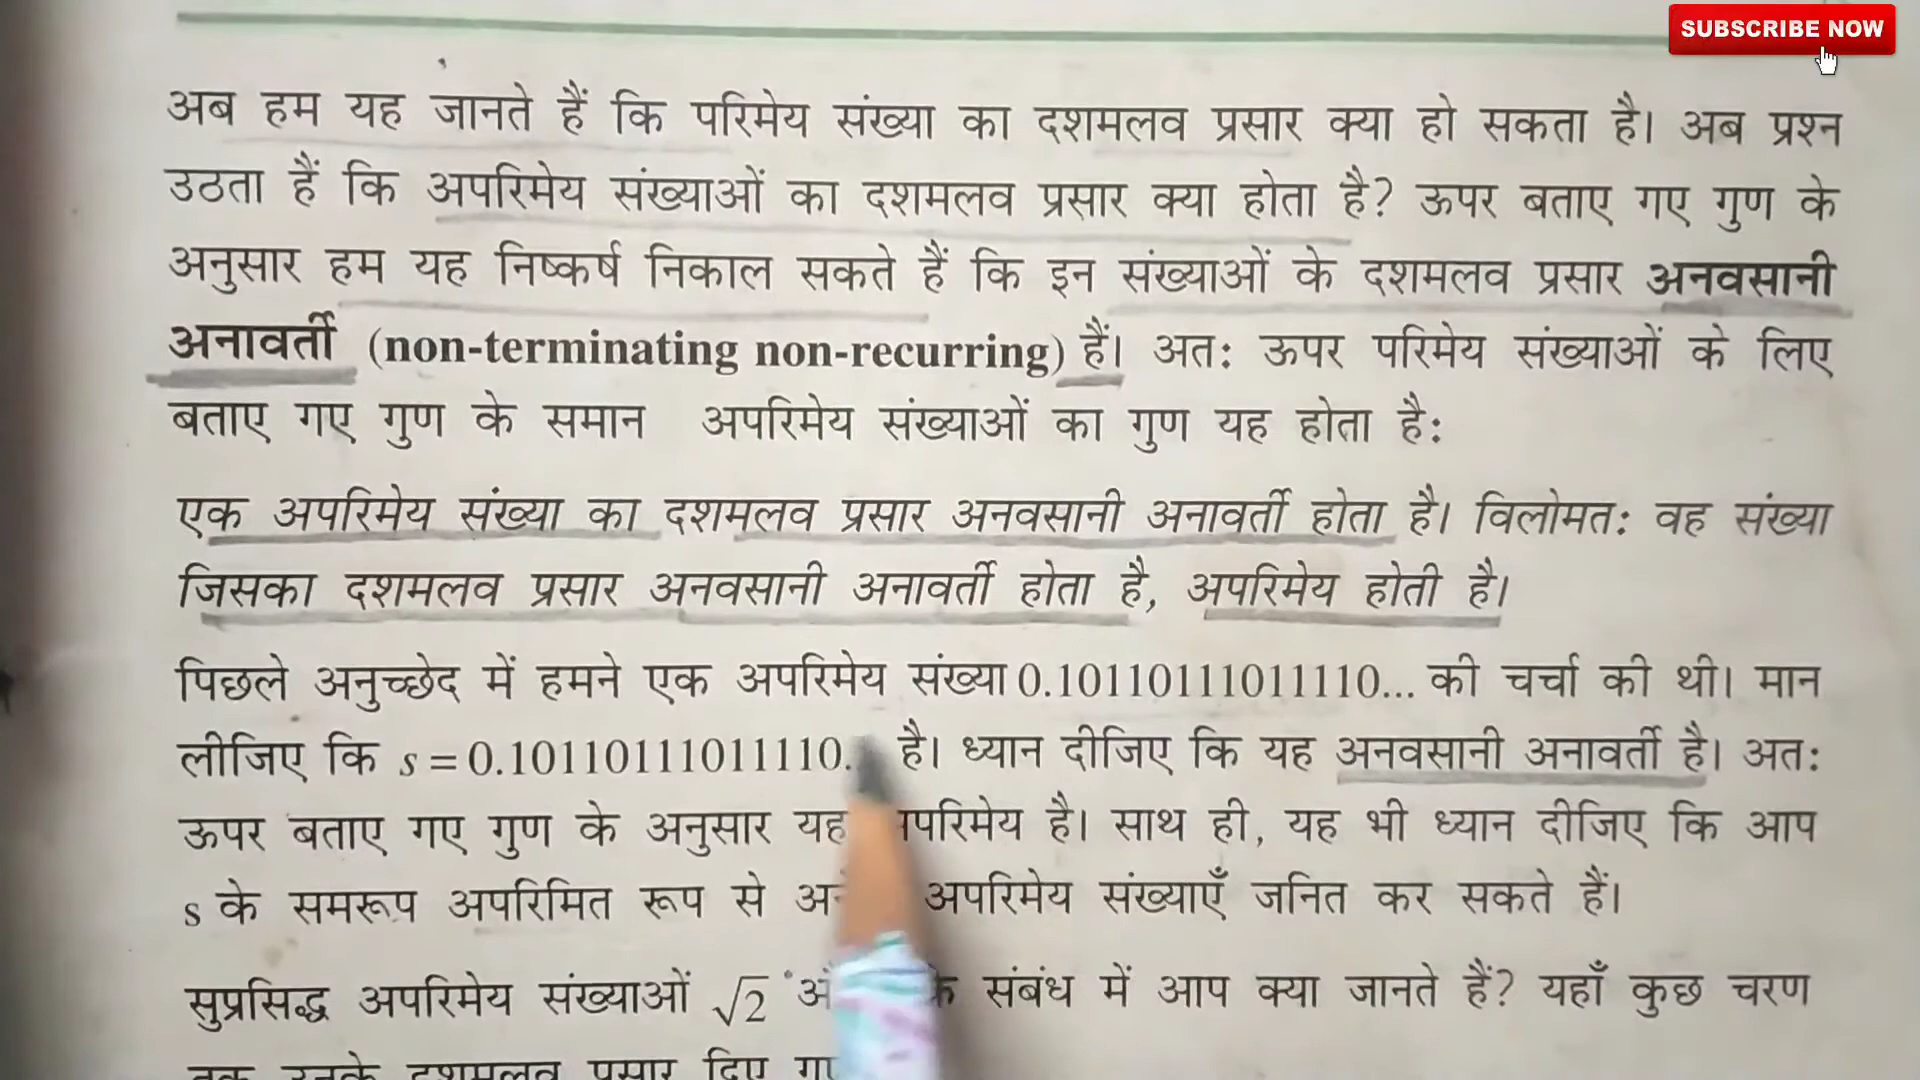 SUBSCRIBE NOW
अब हम यह जानते हैं कि परिमेय संख्या का दशमलव प्रसार क्या हो सकता है। अब प्रश्न
उठता हैं कि अपरिमेय संख्याओं का दशमलव प्रसार क्या होता है? ऊपर बताए गए गुण के
अनुसार हम यह निष्कर्ष निकाल सकते हैं कि इन संख्याओं के दशमलव प्रसार अनवसानी
अनावर्ती (non-terminating non-recurring) हैं। अतः ऊपर परिमेय संख्याओं के लिए
बताए गए गुण के समान अपरिमेय संख्याओं का गुण यह होता है:
एक अपरिमेय संख्या का दशमलव प्रसार अनवसानी अनावर्ती होता है। विलोमतः वह संख्या
जिसका दशमलव प्रसार अनवसानी अनावर्ती होता है, अपरिमेय होती है।
पिछले अनुच्छेद में हमने एक अपरिमेय संख्या 0.10110111011110... की चर्चा की थी। मान
लीजिए कि s = 0.10110111011110. है। ध्यान दीजिए कि यह अनवसानी अनावर्ती है। अतः
ऊपर बताए गए गुण के अनुसार यह है। साथ ही, यह भी ध्यान दीजिए कि आप
s के समरूप अपरिमित रूप से अपरिमेय संख्याएँ जनित कर सकते हैं।
सुप्रसिद्ध अपरिमेय संख्याओं √2 संबंध में आप क्या जानते हैं? यहाँ कुछ चरण
तक उनके दशमलव प्रसार दिए